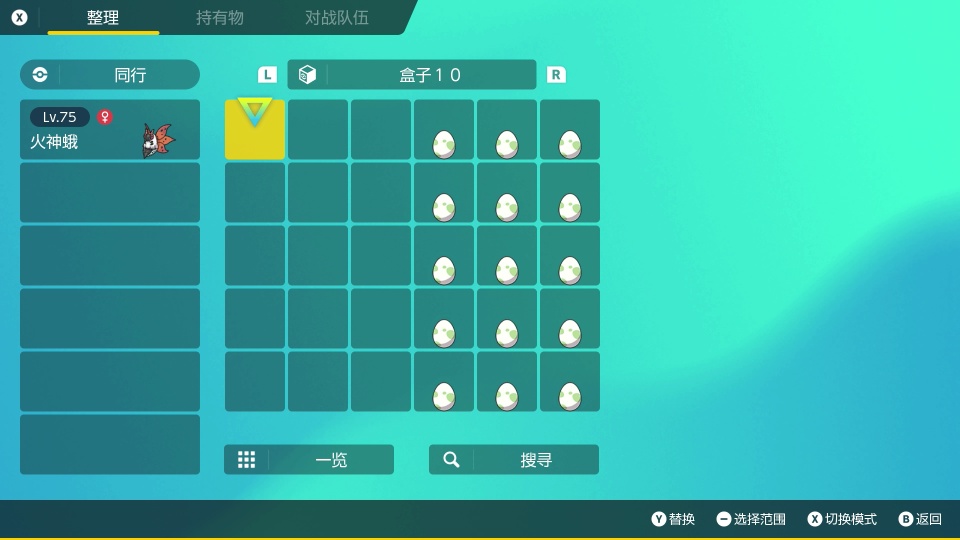 X 整理 持有物 对战队伍
同行
L 盒子10 R
Lv.75
火神蛾
一览 搜寻
Y 替换 选择范围 X 切换模式 B 返回